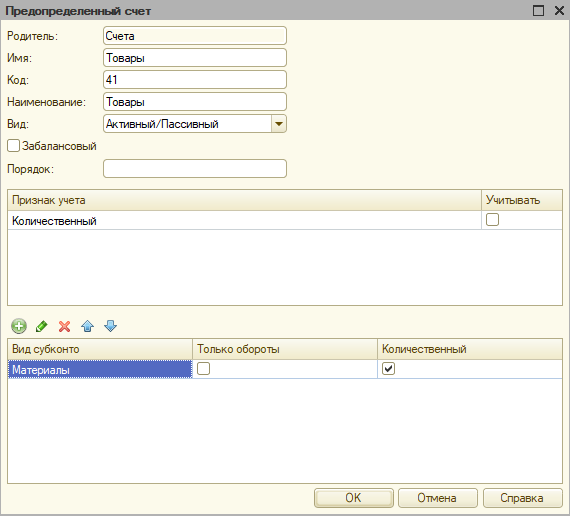 Предопределенный счет
Родитель: Счета
Имя: Товары
Код: 41
Наименование: Товары
Вид: Активный/Пассивный
Забалансовый
Порядок:
Признак учета Учитывать
Количественный
Вид субконто Только обороты Количественный
Материалы
ОК Отмена Справка